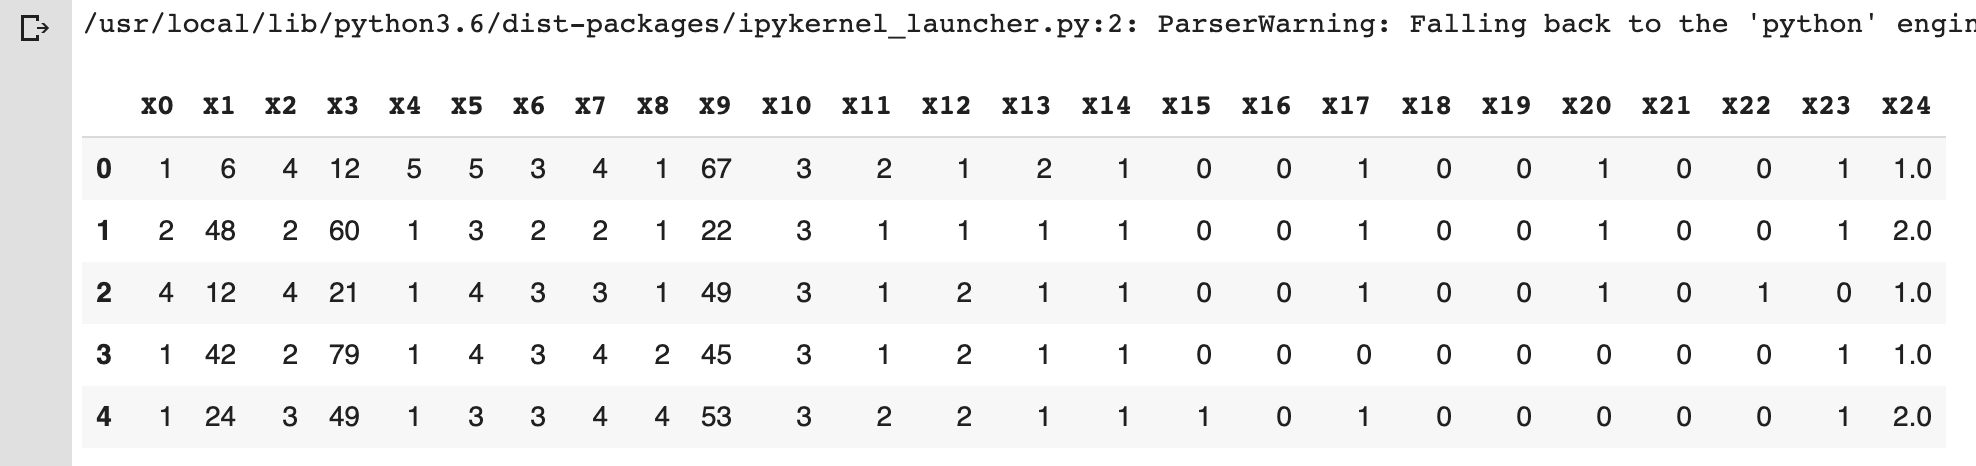 /usr/local/lib/python3.6/dist-packages/ipykernel_launcher.py:2: ParserWarning: Falling back to the 'python' engin
X0 X1 X2 X3 X4 X5 X6 X7 X8 X9 X10 X11 X12 X13 X14 X15 X16 X17 X18 X19 X20 X21 X22 X23 X24
0 1 6 4 12 5 5 3 4 1 67 3 2 1 2 1 0 0 1 0 0 1 0 0 1 1.0
1 2 48 2 60 1 3 2 2 1 22 3 1 1 1 1 0 0 1 0 0 1 0 0 1 2.0
2 4 12 4 21 1 4 3 3 1 49 3 1 2 1 1 0 0 1 0 0 1 0 1 0 1.0
3 1 42 2 79 1 4 3 4 2 45 3 1 2 1 1 0 0 0 0 0 0 0 0 1 1.0
4 1 24 3 49 1 3 3 4 4 53 3 2 2 1 1 1 0 1 0 0 0 0 0 1 2.0